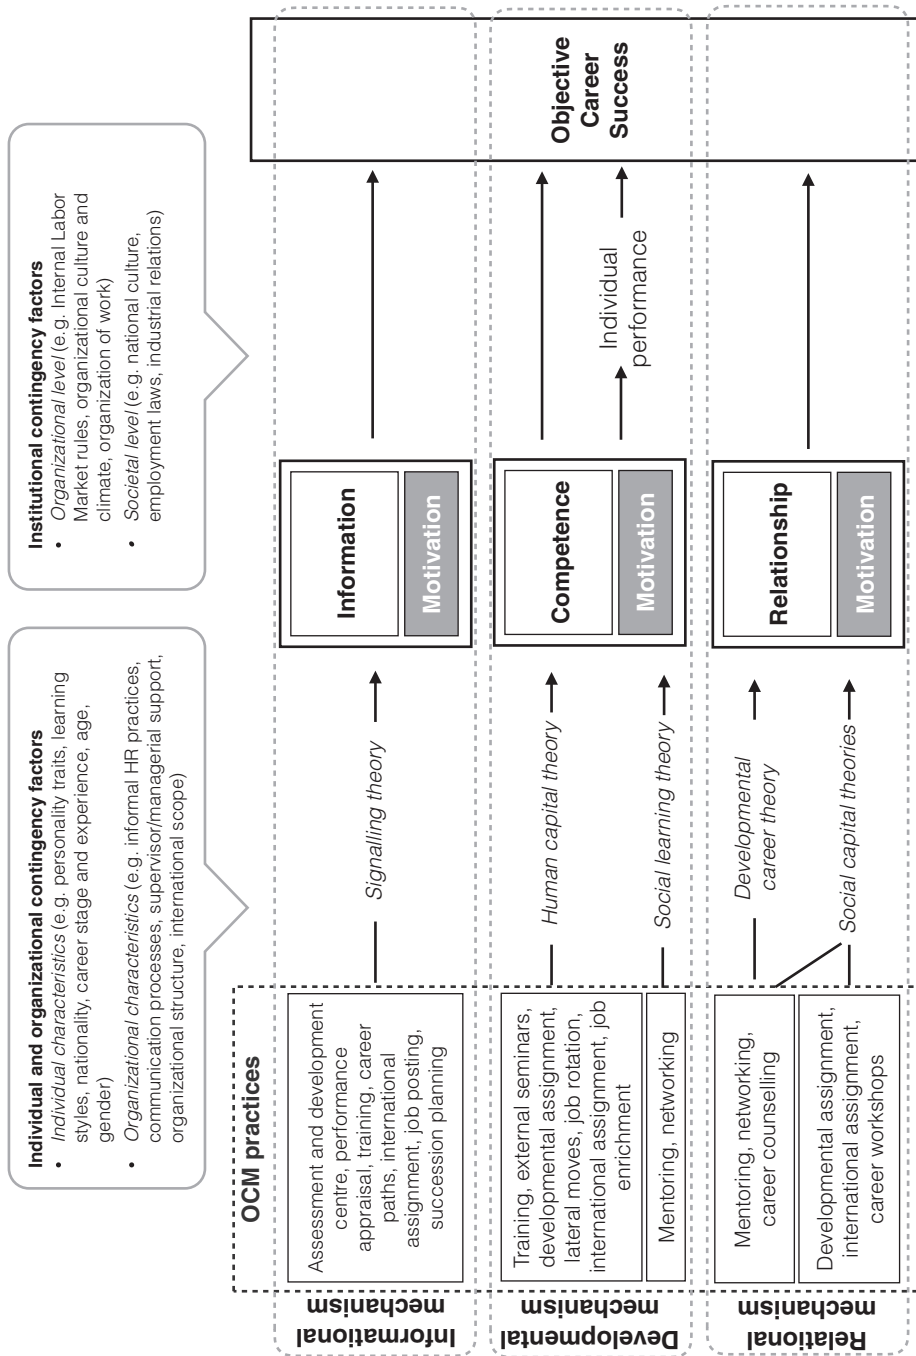 Individual and organizational contingency factors
• Individual characteristics (e.g. personality traits, learning
styles, nationality, career stage and experience, age,
gender)
• Organizational characteristics (e.g. informal HR practices,
communication processes, supervisor/managerial support,
organizational structure, international scope)
Institutional contingency factors
• Organizational level (e.g. Internal Labor
Market rules, organizational culture and
climate, organization of work)
• Societal level (e.g. national culture,
employment laws, industrial relations)
OCM practices
Informational
mechanism
Assessment and development
centre, performance
appraisal, training, career
paths, international
assignment, job posting,
succession planning
Signalling theory
Information
Motivation
Developmental
mechanism
Training, external seminars,
developmental assignment,
lateral moves, job rotation,
international assignment, job
enrichment
Mentoring, networking
Human capital theory
Social learning theory
Competence
Motivation
Individual
performance
Objective
Career
Success
Relational
mechanism
Mentoring, networking,
career counselling
Developmental assignment,
international assignment,
career workshops
Developmental
career theory
Social capital theories
Relationship
Motivation